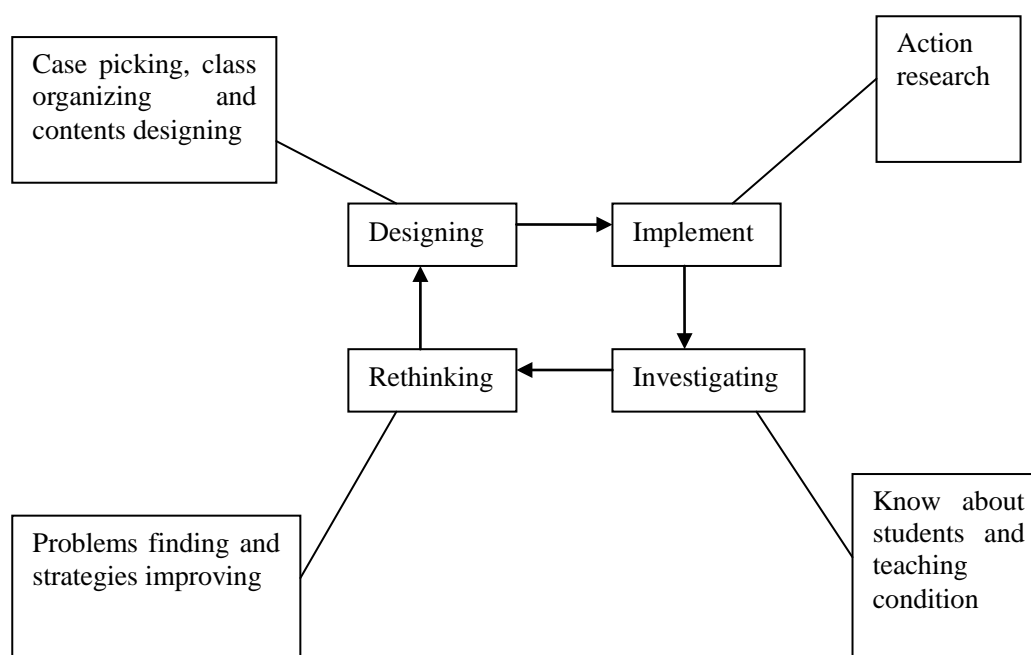 Case picking, class
organizing and
contents designing
Action
research
Designing
Implement
Rethinking
Investigating
Problems finding and
strategies improving
Know about
students and
teaching
condition